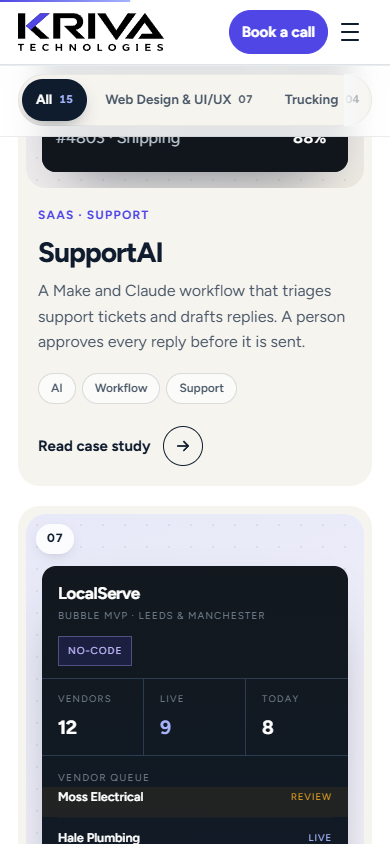 KRIVA
TECHNOLOGIES
Book a call
All 15 Web Design & UI/UX 07 Trucking 04
#4805 · Shipping 88%
SAAS · SUPPORT
SupportAI
A Make and Claude workflow that triages
support tickets and drafts replies. A person
approves every reply before it is sent.
AI Workflow Support
Read case study
07
LocalServe
BUBBLE MVP · LEEDS & MANCHESTER
NO-CODE
VENDORS LIVE TODAY
12 9 8
VENDOR QUEUE
Moss Electrical REVIEW
Hale Plumbing LIVE